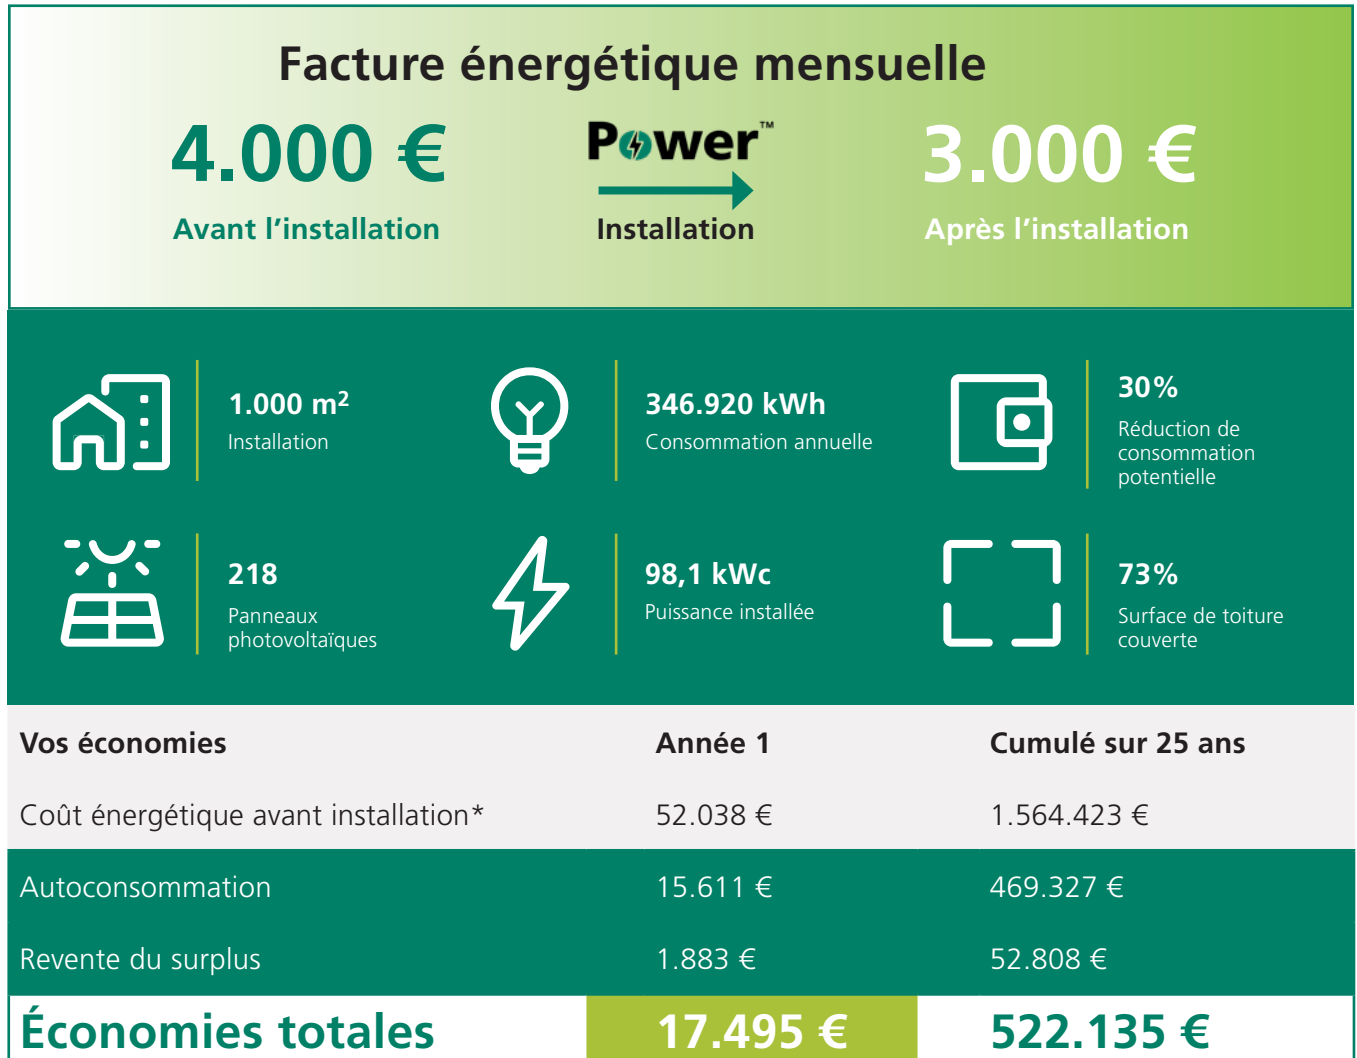 Facture énergétique mensuelle
4.000 €
Power™
3.000 €
Avant l’installation
Installation
Après l’installation
1.000 m²
Installation
346.920 kWh
Consommation annuelle
30%
Réduction de
consommation
potentielle
218
Panneaux
photovoltaïques
98,1 kWc
Puissance installée
73%
Surface de toiture
couverte
Vos économies Année 1 Cumulé sur 25 ans
Coût énergétique avant installation* 52.038 € 1.564.423 €
Autoconsommation 15.611 € 469.327 €
Revente du surplus 1.883 € 52.808 €
Économies totales 17.495 € 522.135 €